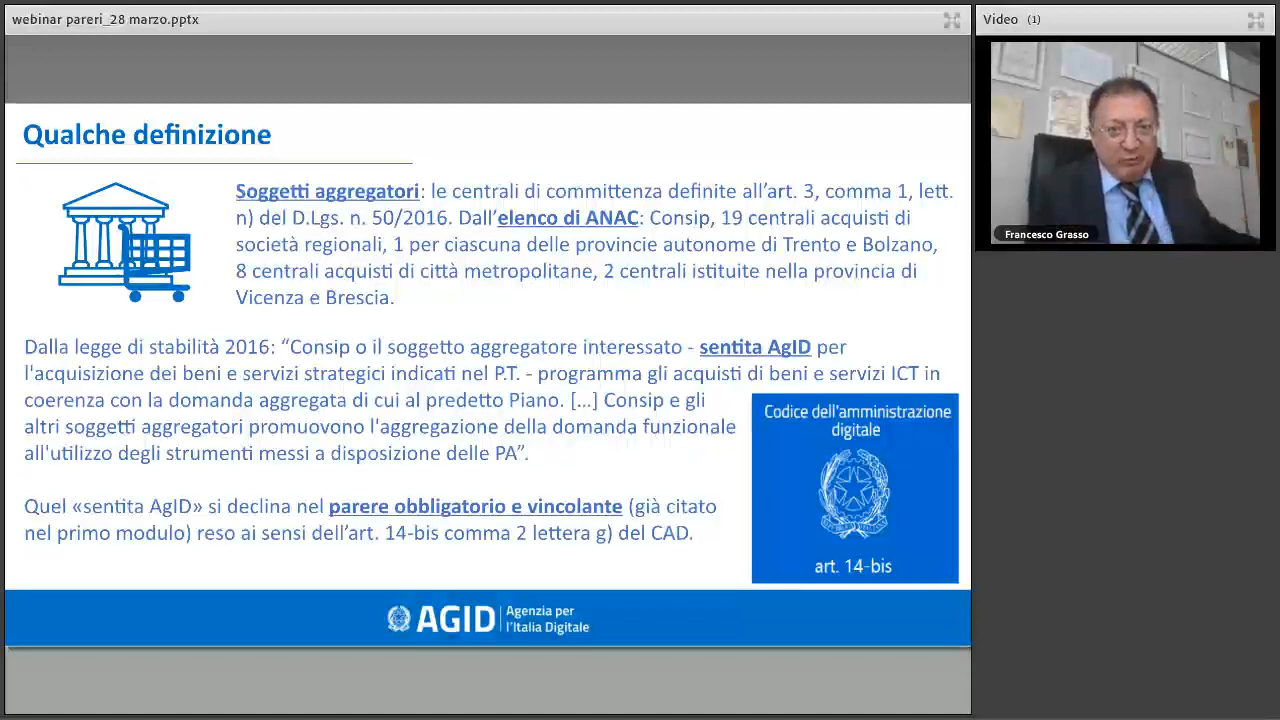 webinar pareri_28 marzo.pptx
Video (1)
Francesco Grasso
Qualche definizione
Soggetti aggregatori: le centrali di committenza definite all’art. 3, comma 1, lett.
n) del D.Lgs. n. 50/2016. Dall’elenco di ANAC: Consip, 19 centrali acquisti di
società regionali, 1 per ciascuna delle provincie autonome di Trento e Bolzano,
8 centrali acquisti di città metropolitane, 2 centrali istituite nella provincia di
Vicenza e Brescia.
Dalla legge di stabilità 2016: “Consip o il soggetto aggregatore interessato - sentita AgID per
l'acquisizione dei beni e servizi strategici indicati nel P.T. - programma gli acquisti di beni e servizi ICT in
coerenza con la domanda aggregata di cui al predetto Piano. [...] Consip e gli
altri soggetti aggregatori promuovono l'aggregazione della domanda funzionale
all'utilizzo degli strumenti messi a disposizione delle PA”.
Quel «sentita AgID» si declina nel parere obbligatorio e vincolante (già citato
nel primo modulo) reso ai sensi dell’art. 14-bis comma 2 lettera g) del CAD.
Codice dell’amministrazione
digitale
art. 14-bis
AGID
Agenzia per
l’Italia Digitale